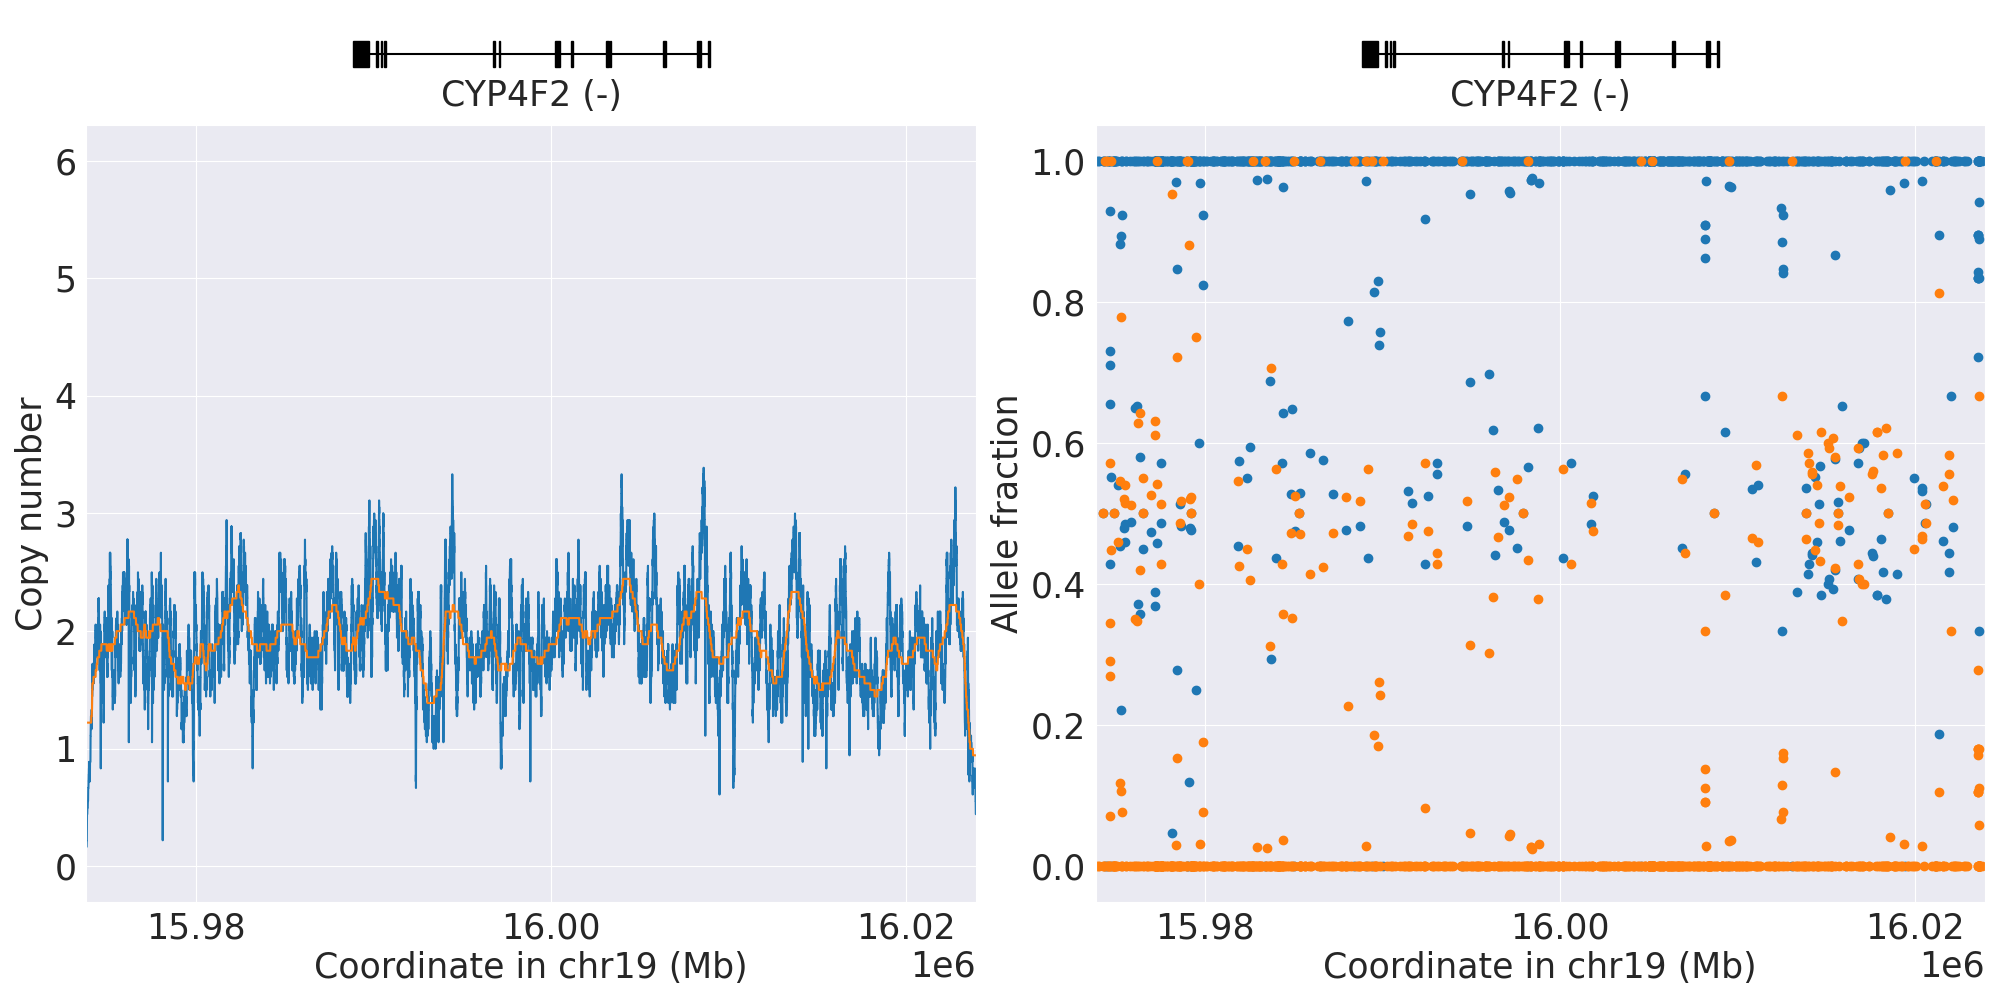 CYP4F2 (-)
6
5
4
3
2
1
0
Copy number
15.98
16.00
16.02
Coordinate in chr19 (Mb)
1e6
CYP4F2 (-)
1.0
0.8
0.6
0.4
0.2
0.0
Allele fraction
15.98
16.00
16.02
Coordinate in chr19 (Mb)
1e6